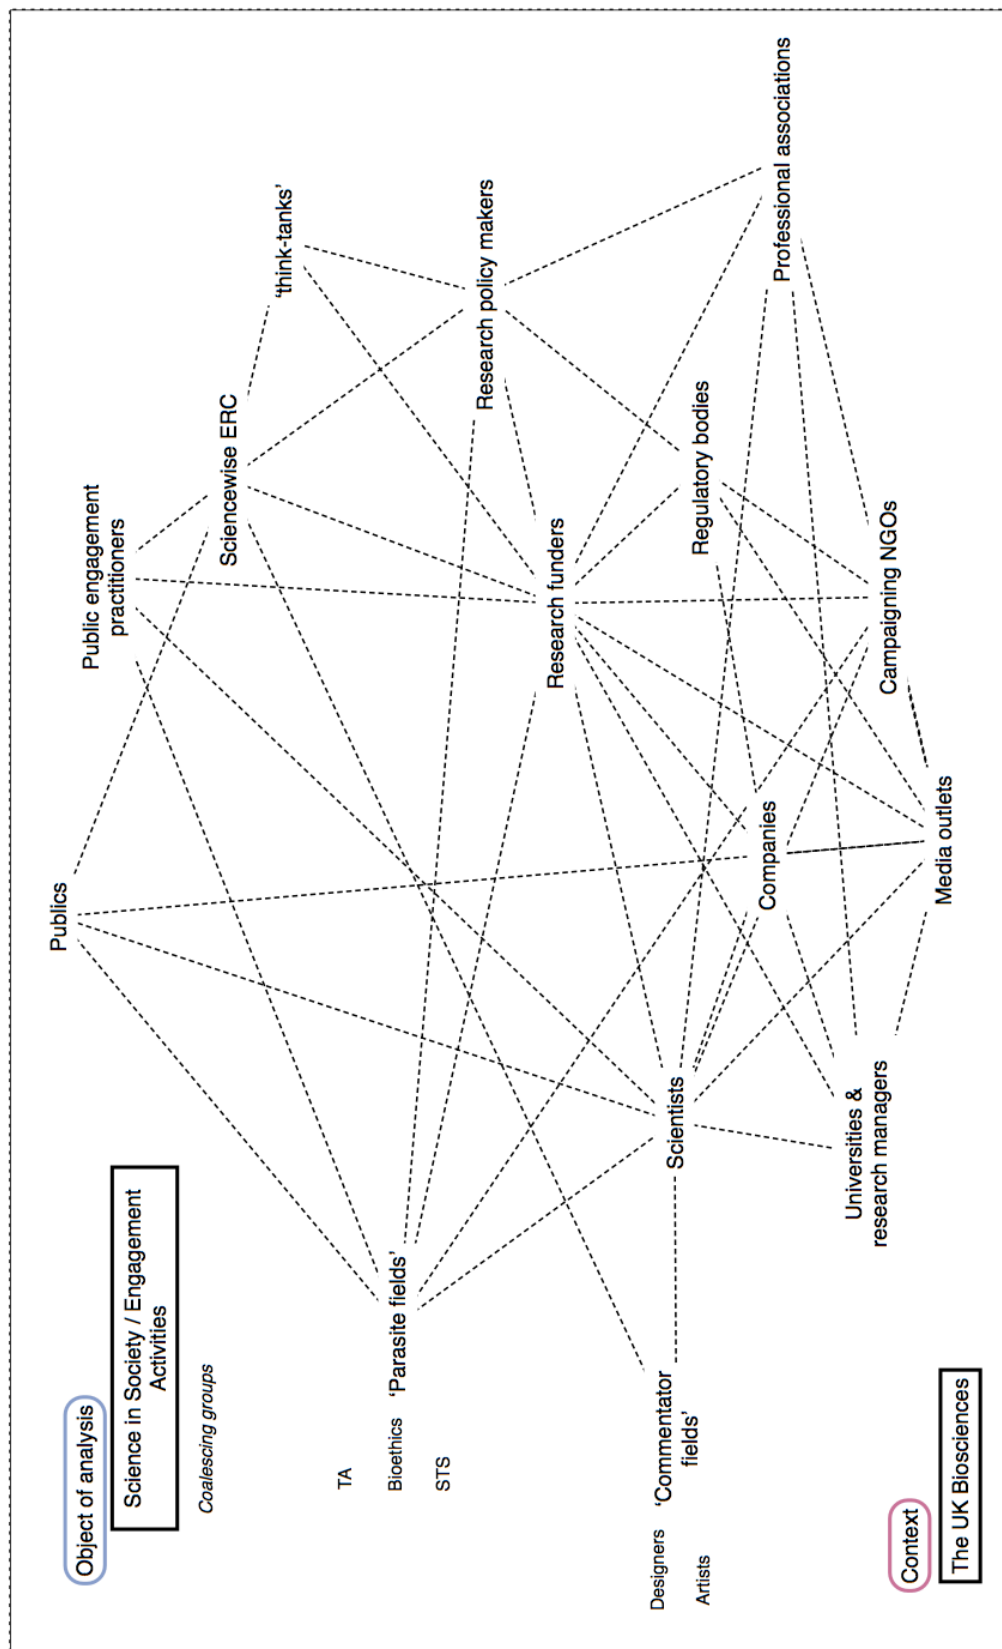 Object of analysis
Science in Society / Engagement
Activities
Coalescing groups
Publics
Public engagement
practitioners
Sciencewise ERC
'think-tanks'
TA
Bioethics
STS
'Parasite fields'
Research policy makers
Research funders
Designers
Artists
'Commentator
fields'
Scientists
Regulatory bodies
Companies
Professional associations
Universities &
research managers
Campaigning NGOs
Media outlets
Context
The UK Biosciences